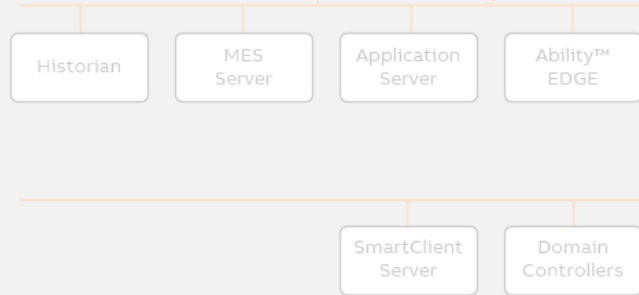 Historian
MES
Server
Application
Server
Ability™
EDGE
SmartClient
Server
Domain
Controllers